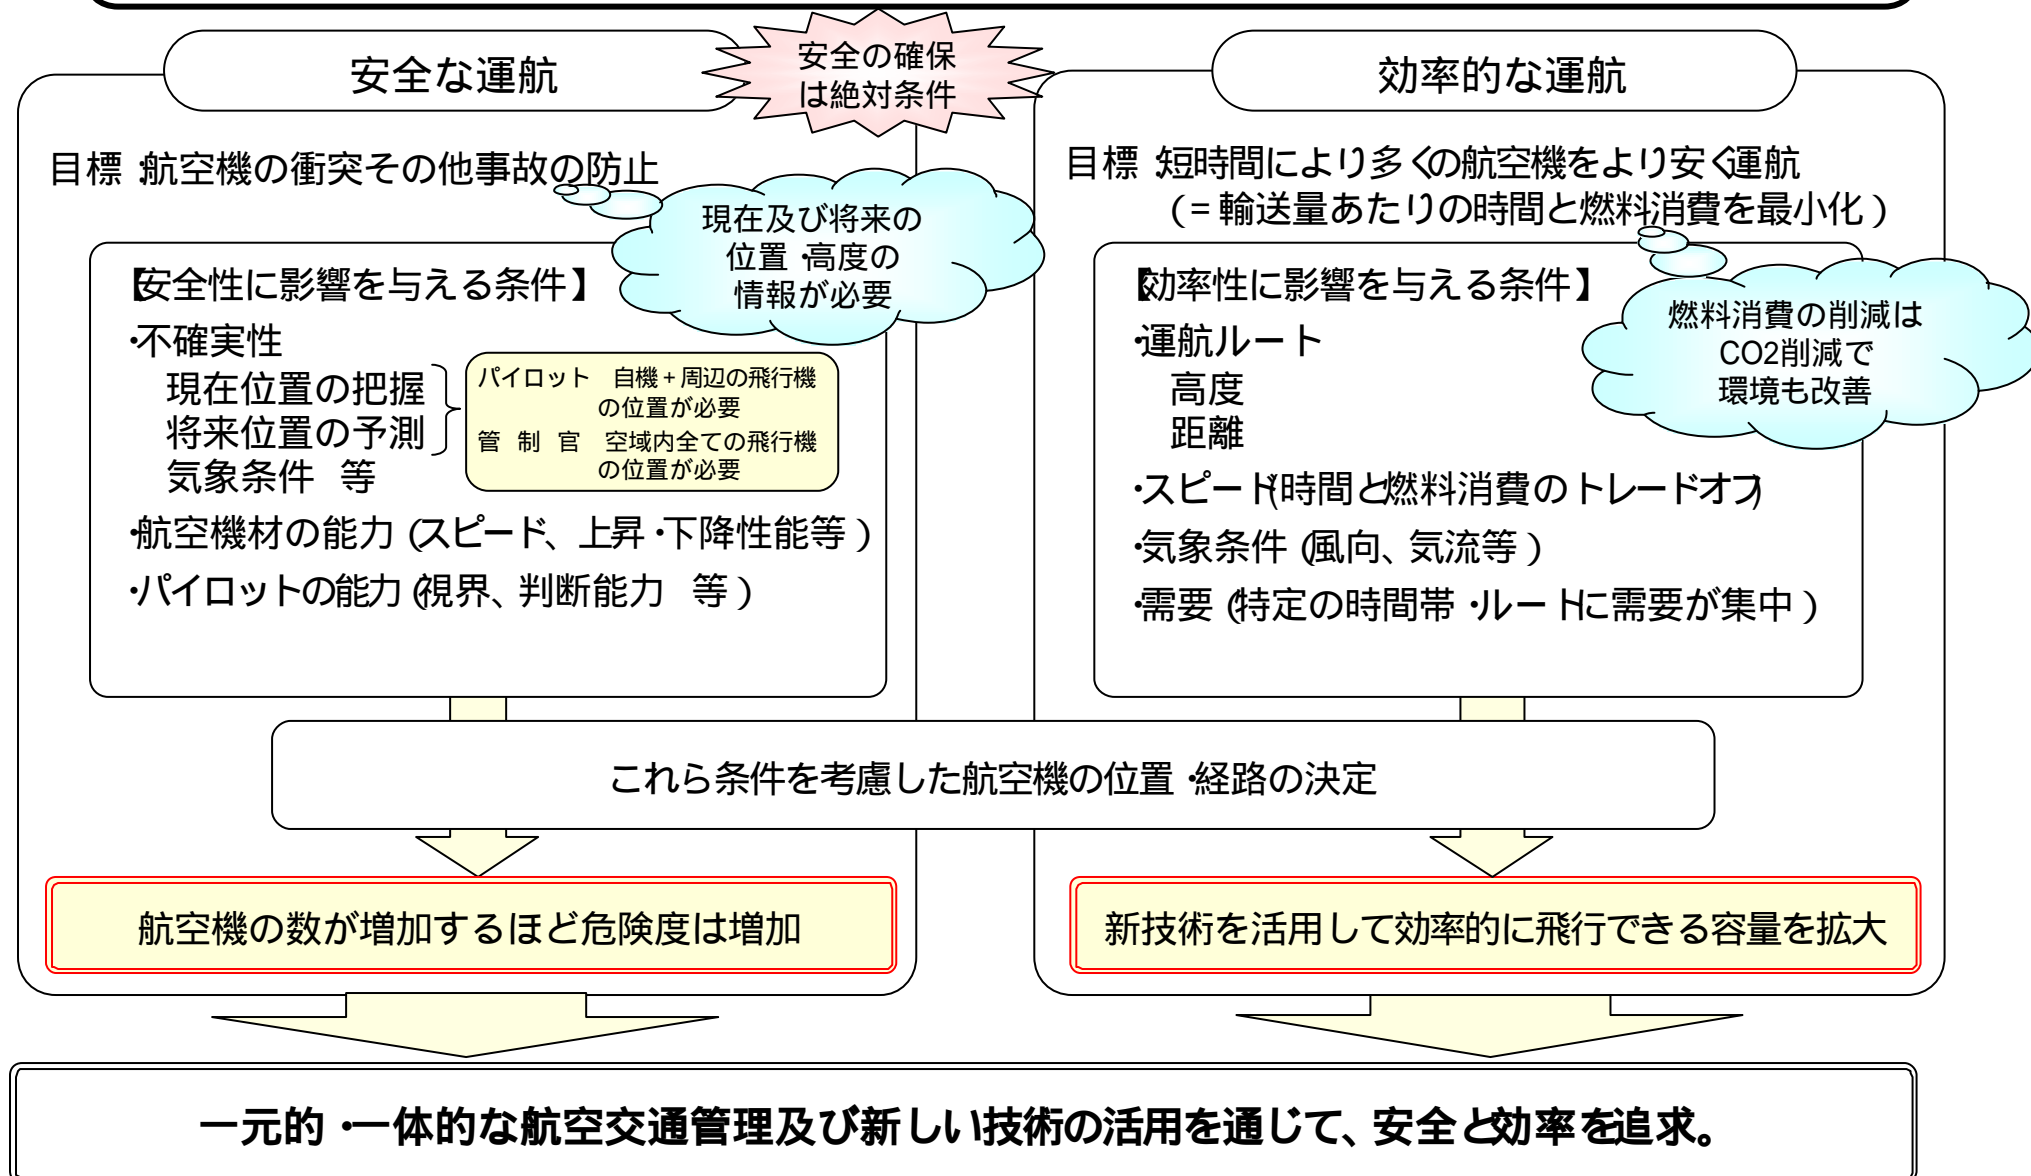 安全の確保
は絶対条件
安全な運航
目標：航空機の衝突その他事故の防止
現在及び将来の
位置・高度の
情報が必要
【安全性に影響を与える条件】
・不確実性
現在位置の把握
将来位置の予測
気象条件 等
パイロット 自機+周辺の飛行機
の位置が必要
管 制 官 空域内全ての飛行機
の位置が必要
・航空機材の能力(スピード、上昇・下降性能等)
・パイロットの能力(視界、判断能力 等)
効率的な運航
目標：短時間により多くの航空機をより安く運航
(=輸送量あたりの時間と燃料消費を最小化)
燃料消費の削減は
CO2削減で
環境も改善
【効率性に影響を与える条件】
・運航ルート
高度
距離
・スピード(時間と燃料消費のトレードオフ)
・気象条件(風向、気流等)
・需要(特定の時間帯・ルートに需要が集中)
これら条件を考慮した航空機の位置・経路の決定
航空機の数が増加するほど危険度は増加
新技術を活用して効率的に飛行できる容量を拡大
一元的・一体的な航空交通管理及び新しい技術の活用を通じて、安全と効率を追求。